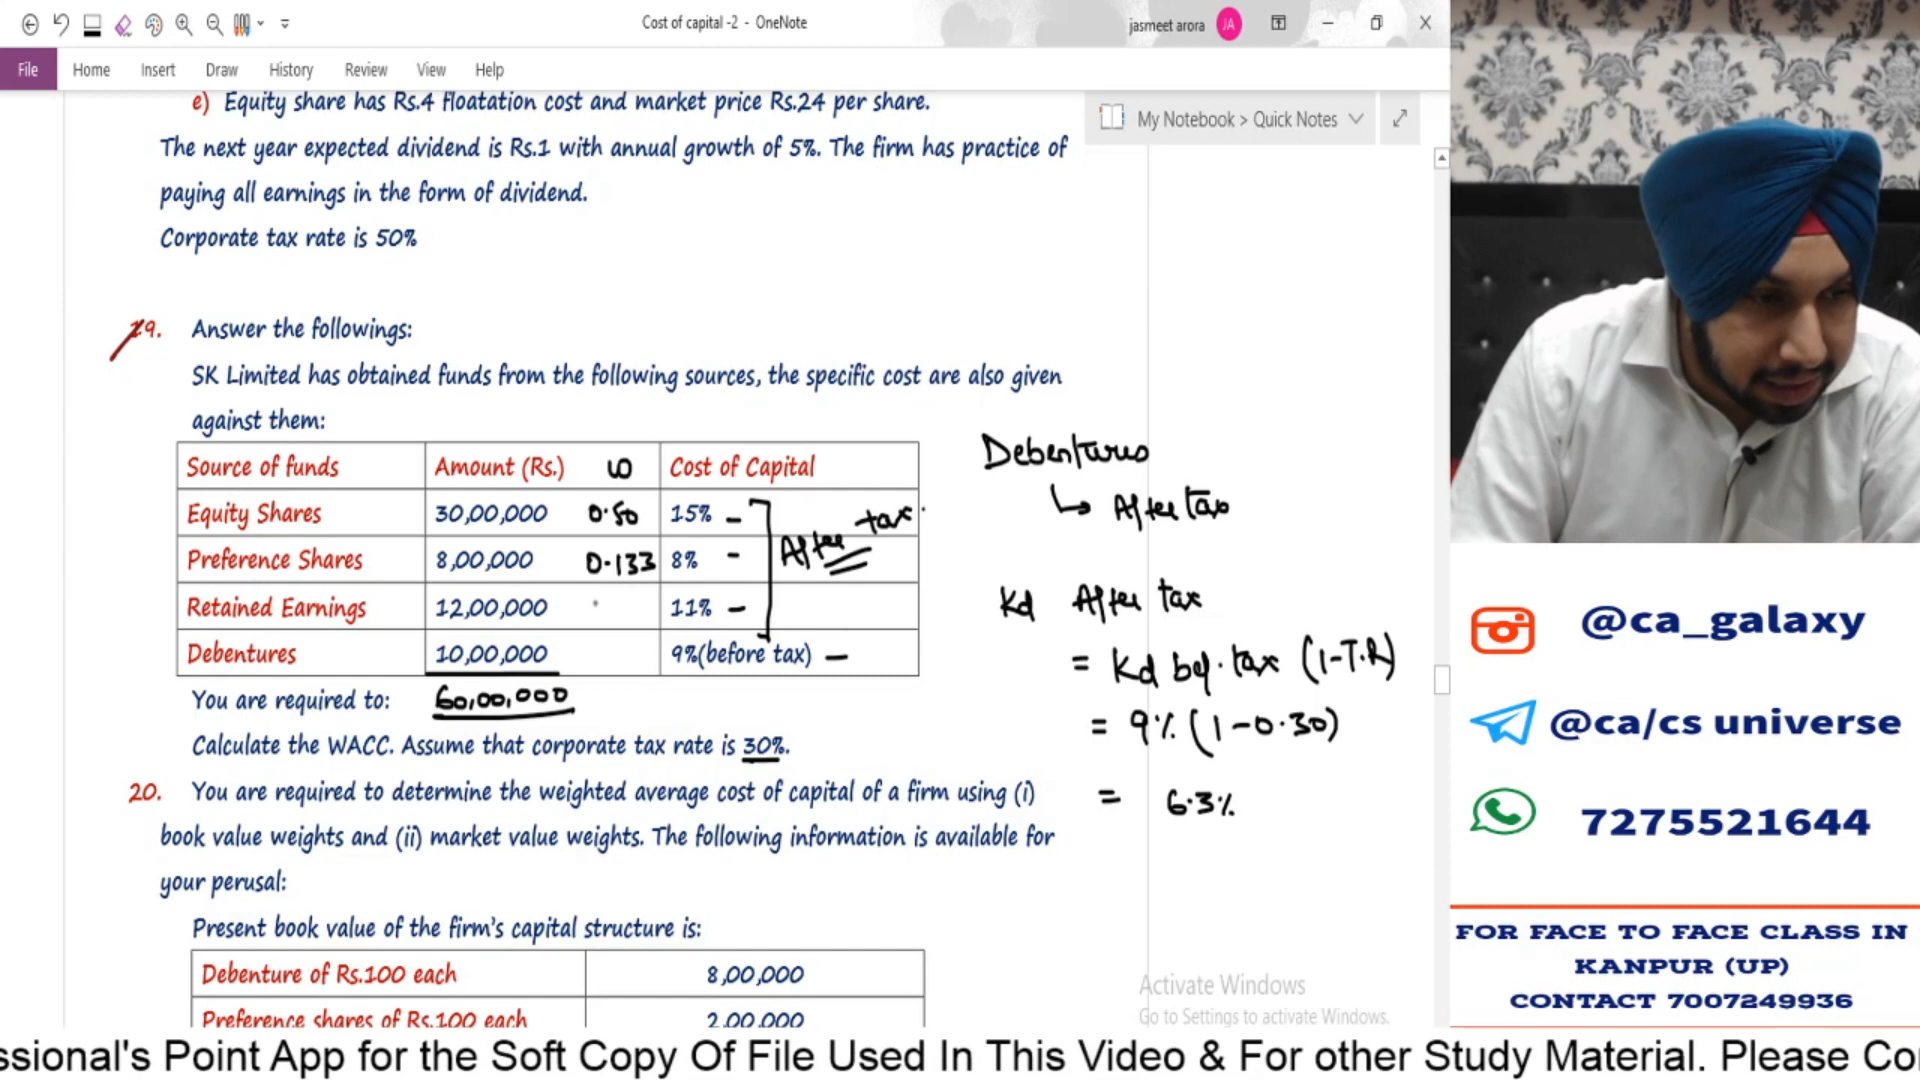 Cost of capital -2 - OneNote
jasmeet arora JA
File Home Insert Draw History Review View Help
My Notebook > Quick Notes
e) Equity share has Rs.4 floatation cost and market price Rs.24 per share.
The next year expected dividend is Rs.1 with annual growth of 5%. The firm has practice of
paying all earnings in the form of dividend.
Corporate tax rate is 50%
19. Answer the followings:
SK Limited has obtained funds from the following sources, the specific cost are also given
against them:
Source of funds Amount (Rs.) ω Cost of Capital
Equity Shares 30,00,000 0.50 15% –
Preference Shares 8,00,000 0.133 8% –
Retained Earnings 12,00,000 11% –
Debentures 10,00,000 9%(before tax) –
After tax
You are required to: 60,00,000
Calculate the WACC. Assume that corporate tax rate is 30%.
Debentures
↳ After tax
Kd After tax
= Kd bef. tax (1-T.R)
= 9% (1-0.30)
= 6.3%
20. You are required to determine the weighted average cost of capital of a firm using (i)
book value weights and (ii) market value weights. The following information is available for
your perusal:
Present book value of the firm's capital structure is:
Debenture of Rs.100 each 8,00,000
Preference shares of Rs.100 each 2,00,000
Activate Windows
Go to Settings to activate Windows.
@ca_galaxy
@ca/cs universe
7275521644
FOR FACE TO FACE CLASS IN
KANPUR (UP)
CONTACT 7007249936
ssional's Point App for the Soft Copy Of File Used In This Video & For other Study Material. Please Co